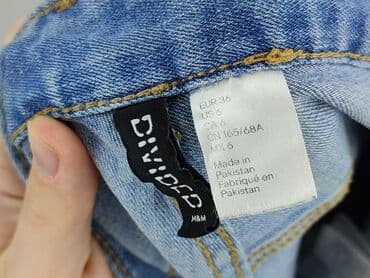 DIVIDED
H&M
EUR 36
US 6
CA 6
CN 165/68A
MX 6
Made in
Pakistan
Fabriqué en
Pakistan